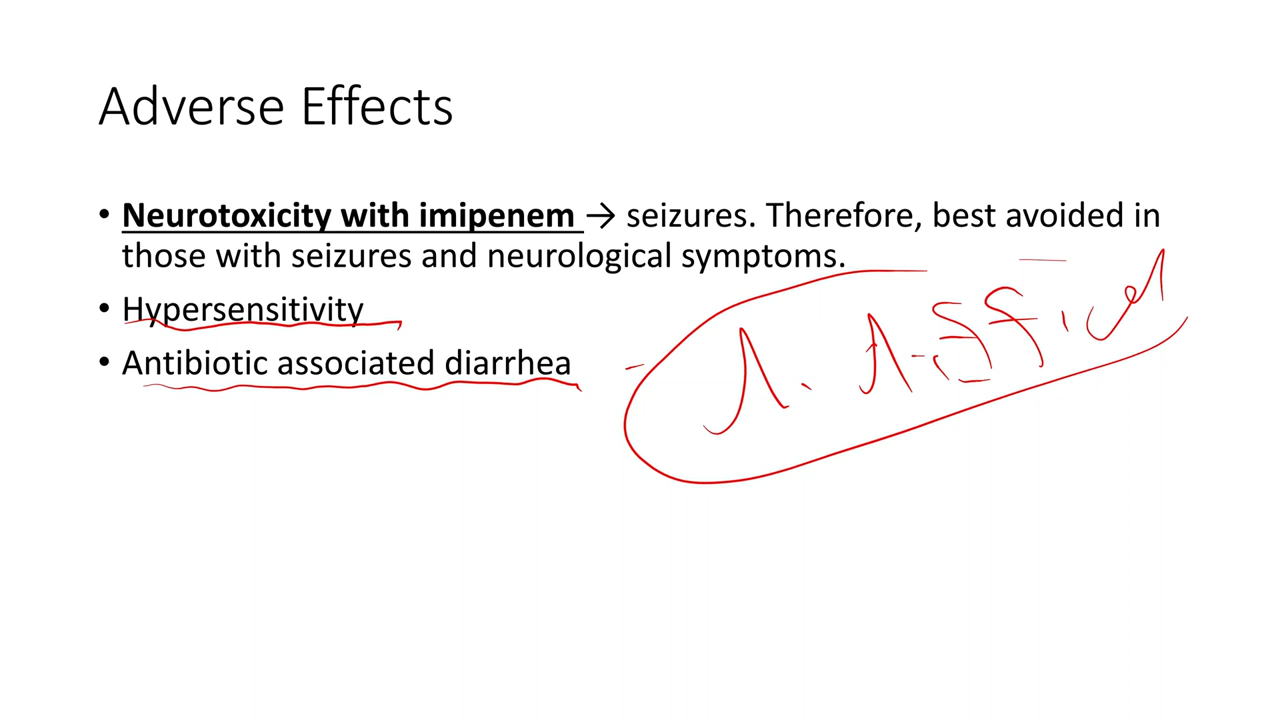 Adverse Effects
• Neurotoxicity with imipenem → seizures. Therefore, best avoided in
those with seizures and neurological symptoms.
• Hypersensitivity
• Antibiotic associated diarrhea